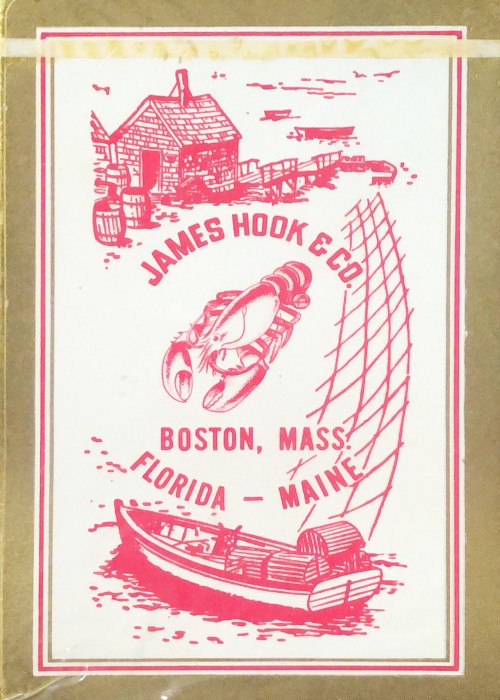 JAMES HOOK & CO.
BOSTON, MASS.
FLORIDA — MAINE